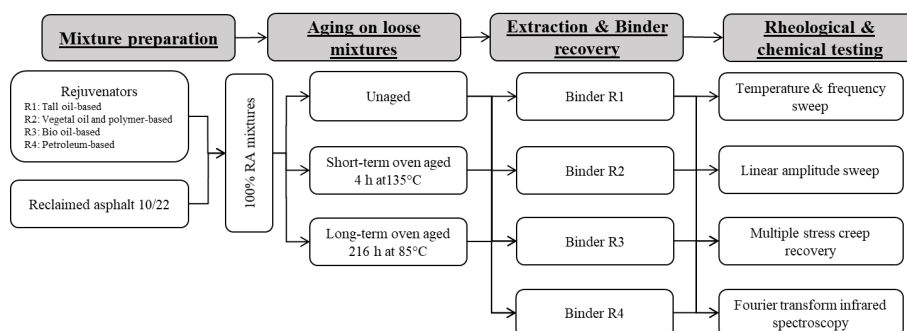 Mixture preparation
Aging on loose
mixtures
Extraction & Binder
recovery
Rheological &
chemical testing
Rejuvenators
R1: Tall oil-based
R2: Vegetal oil and polymer-based
R3: Bio oil-based
R4: Petroleum-based
Reclaimed asphalt 10/22
100% RA mixtures
Unaged
Short-term oven aged
4 h at135°C
Long-term oven aged
216 h at 85°C
Binder R1
Binder R2
Binder R3
Binder R4
Temperature & frequency
sweep
Linear amplitude sweep
Multiple stress creep
recovery
Fourier transform infrared
spectroscopy